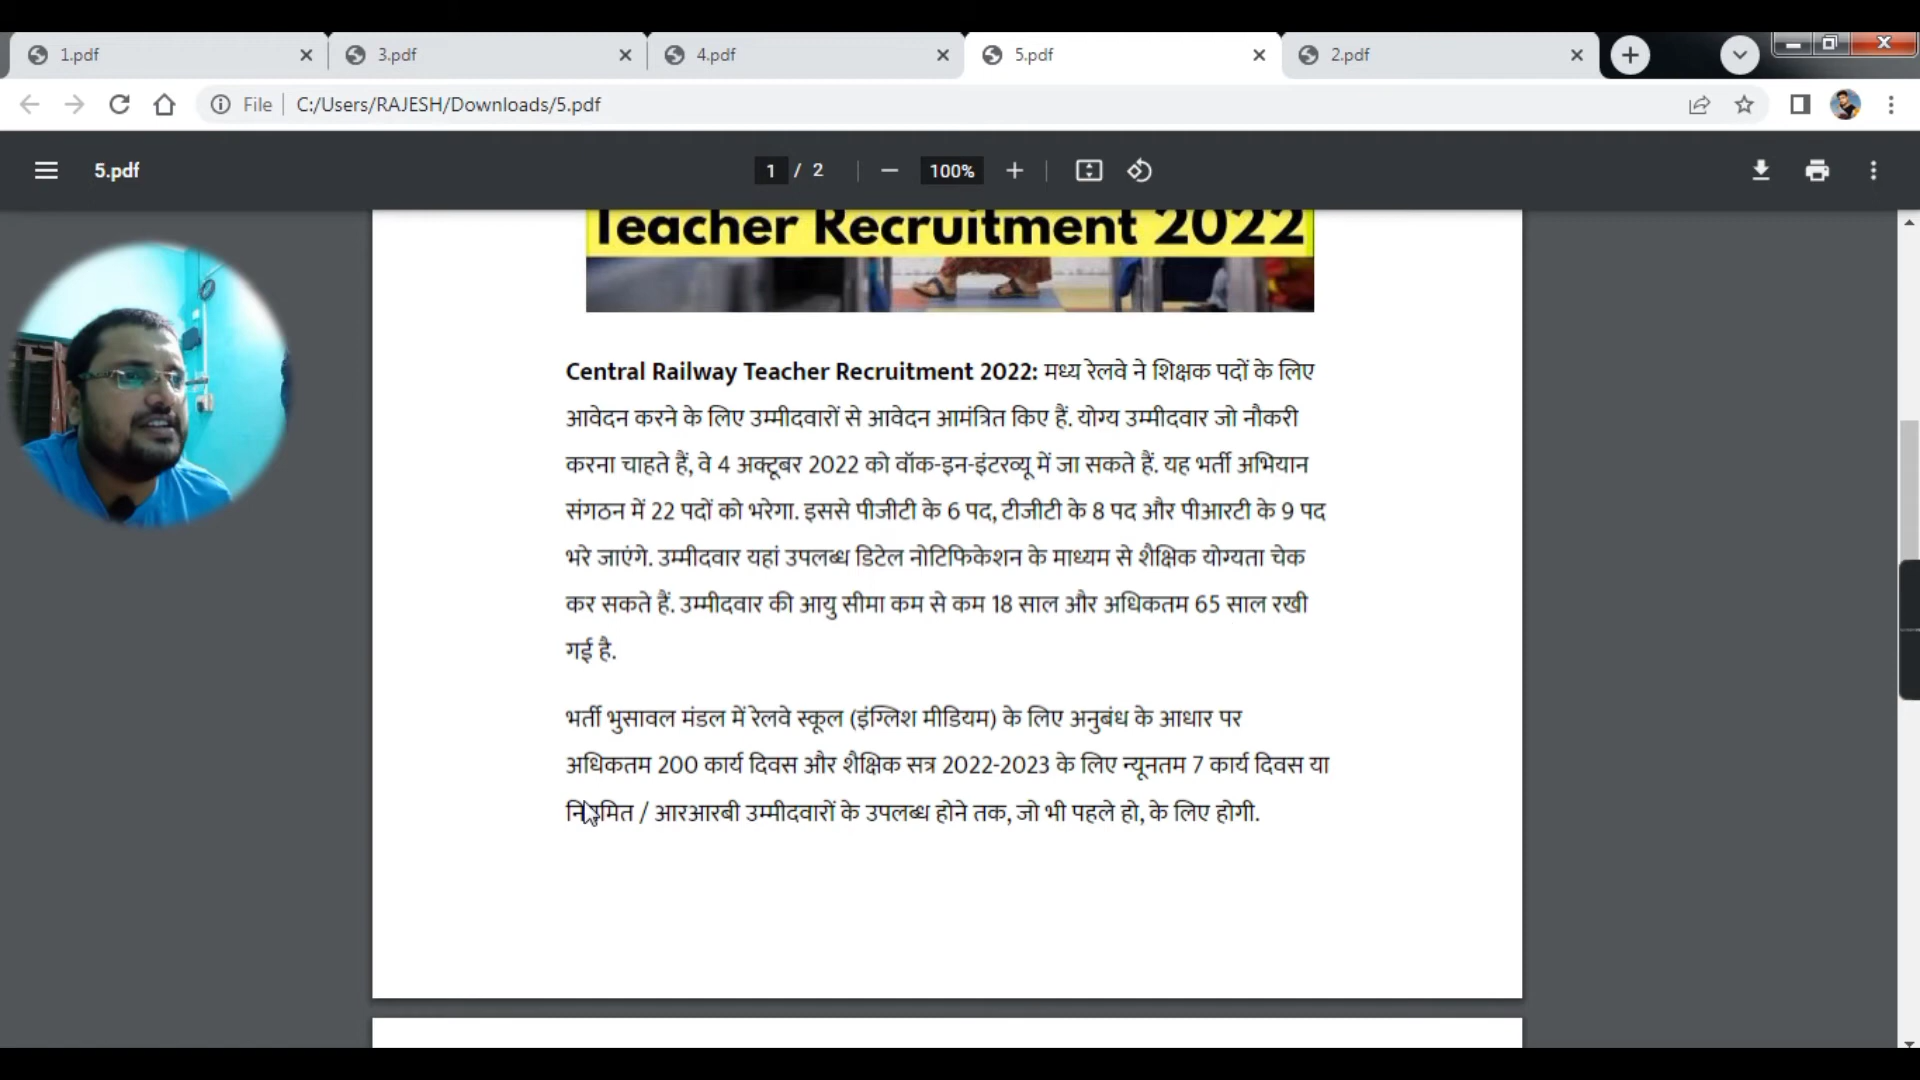 1.pdf
3.pdf
4.pdf
5.pdf
2.pdf
File C:/Users/RAJESH/Downloads/5.pdf
5.pdf
1 / 2
100%
Teacher Recruitment 2022
Central Railway Teacher Recruitment 2022: मध्य रेलवे ने शिक्षक पदों के लिए
आवेदन करने के लिए उम्मीदवारों से आवेदन आमंत्रित किए हैं. योग्य उम्मीदवार जो नौकरी
करना चाहते हैं, वे 4 अक्टूबर 2022 को वॉक-इन-इंटरव्यू में जा सकते हैं. यह भर्ती अभियान
संगठन में 22 पदों को भरेगा. इससे पीजीटी के 6 पद, टीजीटी के 8 पद और पीआरटी के 9 पद
भरे जाएंगे. उम्मीदवार यहां उपलब्ध डिटेल नोटिफिकेशन के माध्यम से शैक्षिक योग्यता चेक
कर सकते हैं. उम्मीदवार की आयु सीमा कम से कम 18 साल और अधिकतम 65 साल रखी
गई है.
भर्ती भुसावल मंडल में रेलवे स्कूल (इंग्लिश मीडियम) के लिए अनुबंध के आधार पर
अधिकतम 200 कार्य दिवस और शैक्षिक सत्र 2022-2023 के लिए न्यूनतम 7 कार्य दिवस या
नियमित / आरआरबी उम्मीदवारों के उपलब्ध होने तक, जो भी पहले हो, के लिए होगी.